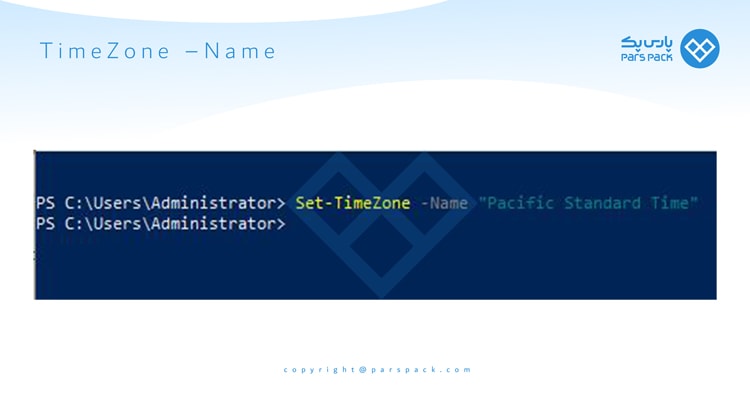 TimeZone –Name
پارس پک
Pars Pack
PS C:\Users\Administrator> Set-TimeZone -Name "Pacific Standard Time"
PS C:\Users\Administrator>
copyright@parspack.com